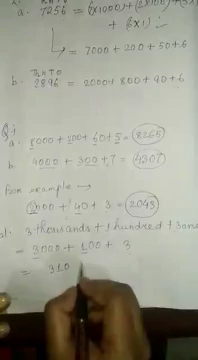 a. 7256 = (7×1000) + (2×100) + (5×
+ (6×1)
= 7000 + 200 + 50 + 6
Th H T O
b. 2896 = 2000 + 800 + 90 + 6
Q:
a. 8000 + 200 + 60 + 5 = 8265
b. 4000 + 300 + 7 = 4307
For example →
2000 + 40 + 3 = 2043
3 thousands + 1 hundred + 3 one
= 3000 + 100 + 3
= 310